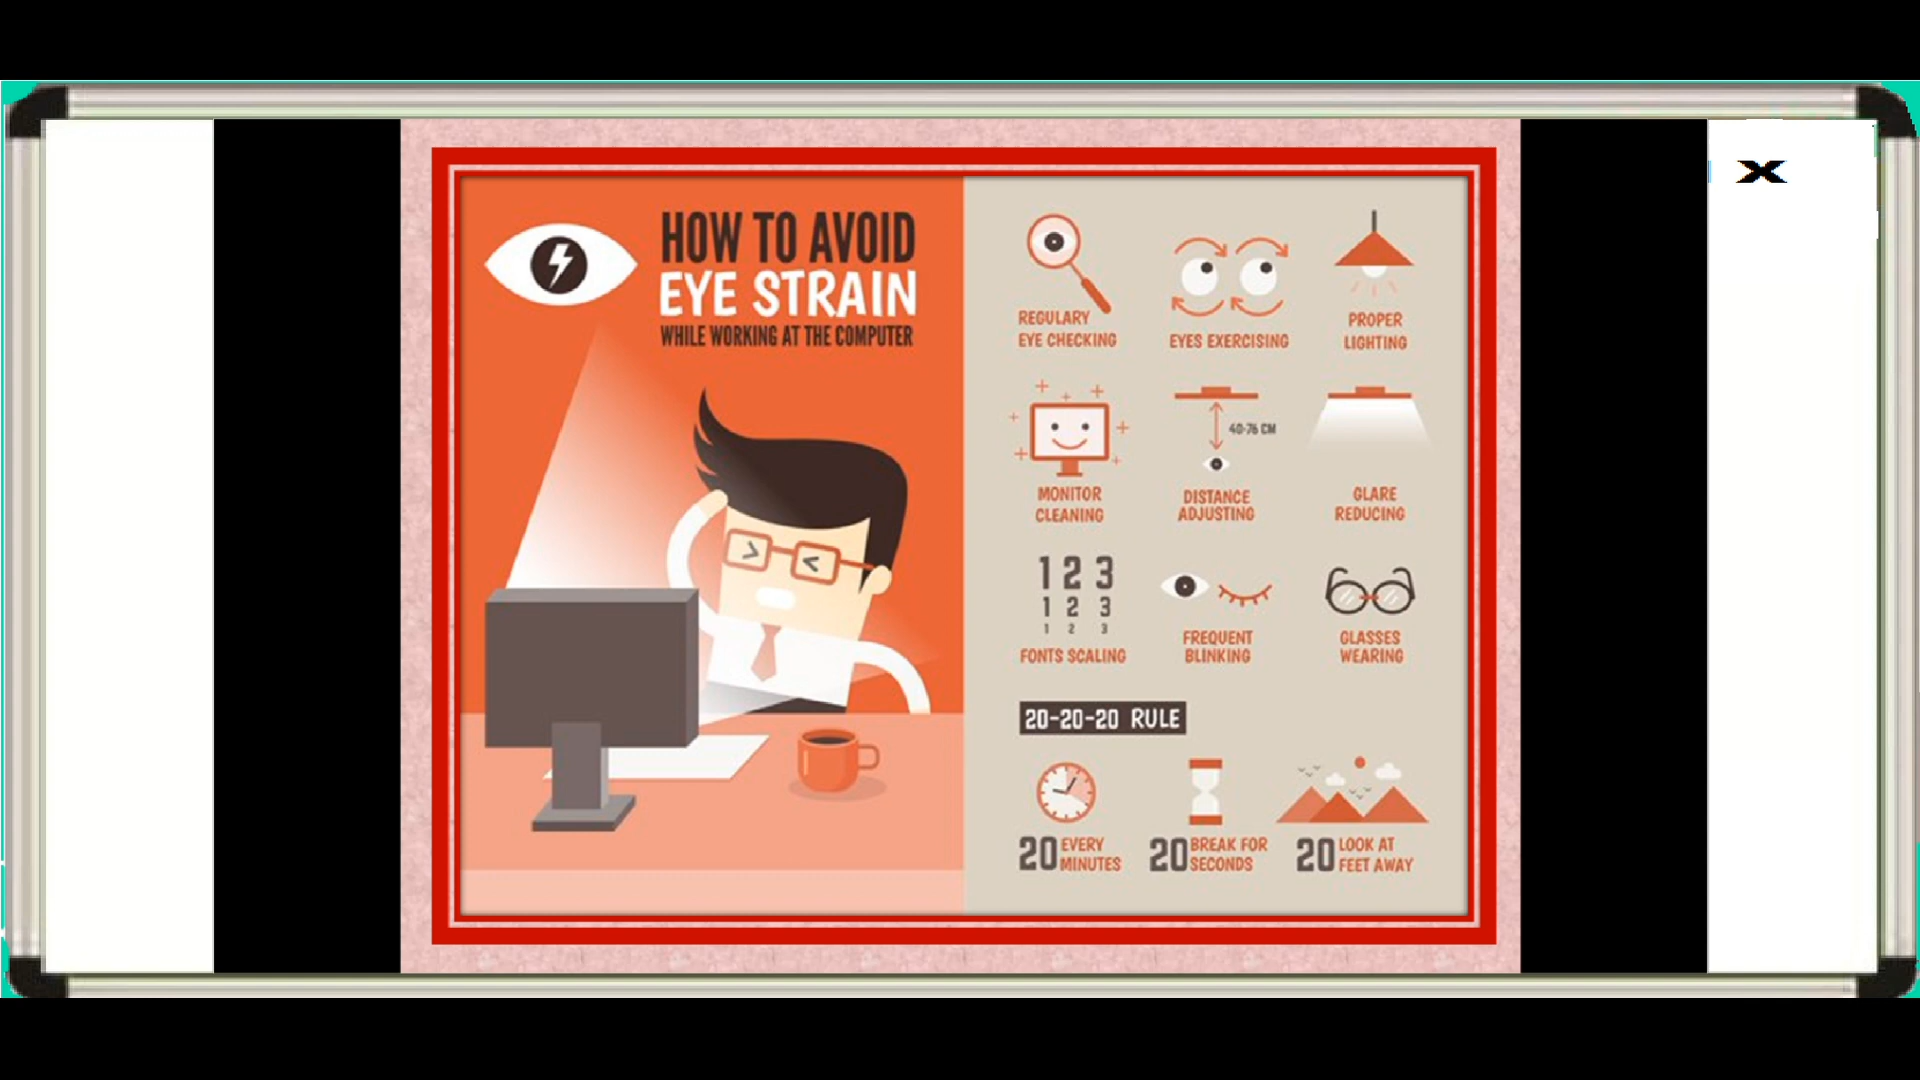 HOW TO AVOID
EYE STRAIN
WHILE WORKING AT THE COMPUTER
REGULARY
EYE CHECKING
EYES EXERCISING
PROPER
LIGHTING
MONITOR
CLEANING
40-76 CM
DISTANCE
ADJUSTING
GLARE
REDUCING
1 2 3
1 2 3
1 2 3
FONTS SCALING
FREQUENT
BLINKING
GLASSES
WEARING
20-20-20 RULE
20 EVERY
MINUTES
20 BREAK FOR
SECONDS
20 LOOK AT
FEET AWAY
X